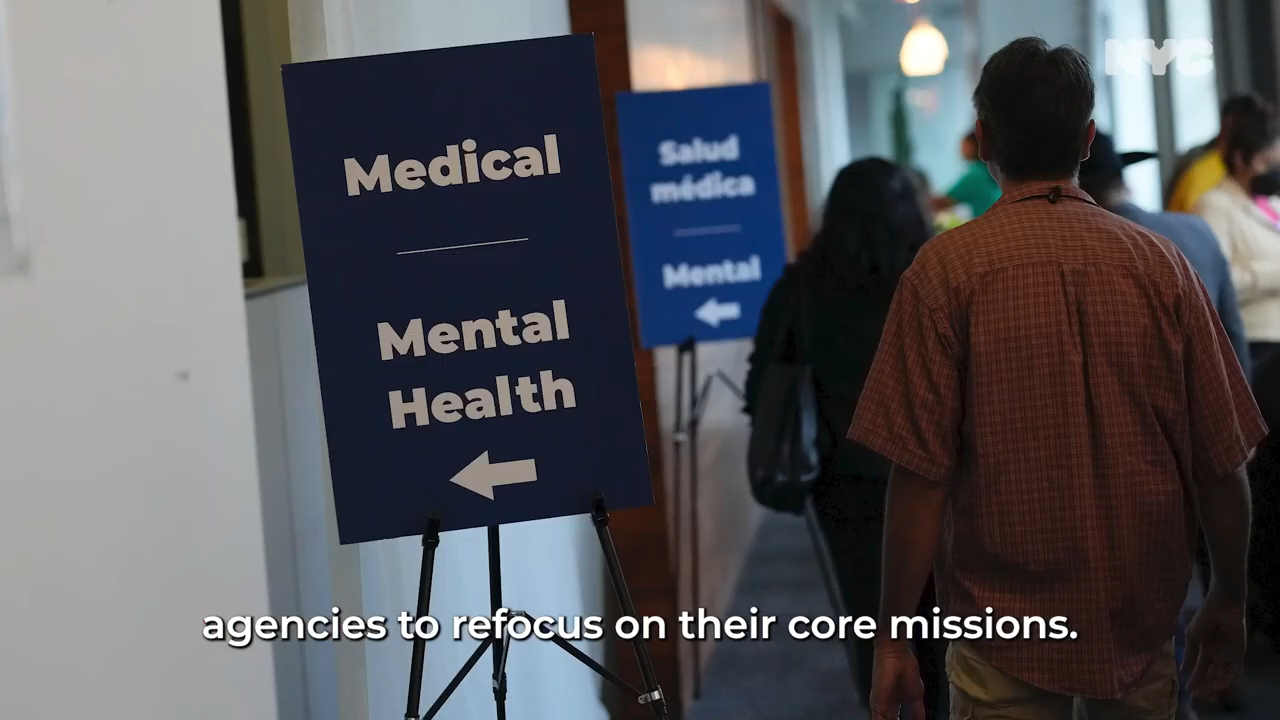 Medical
Mental
Health
Salud
médica
Mental
NYC
agencies to refocus on their core missions.